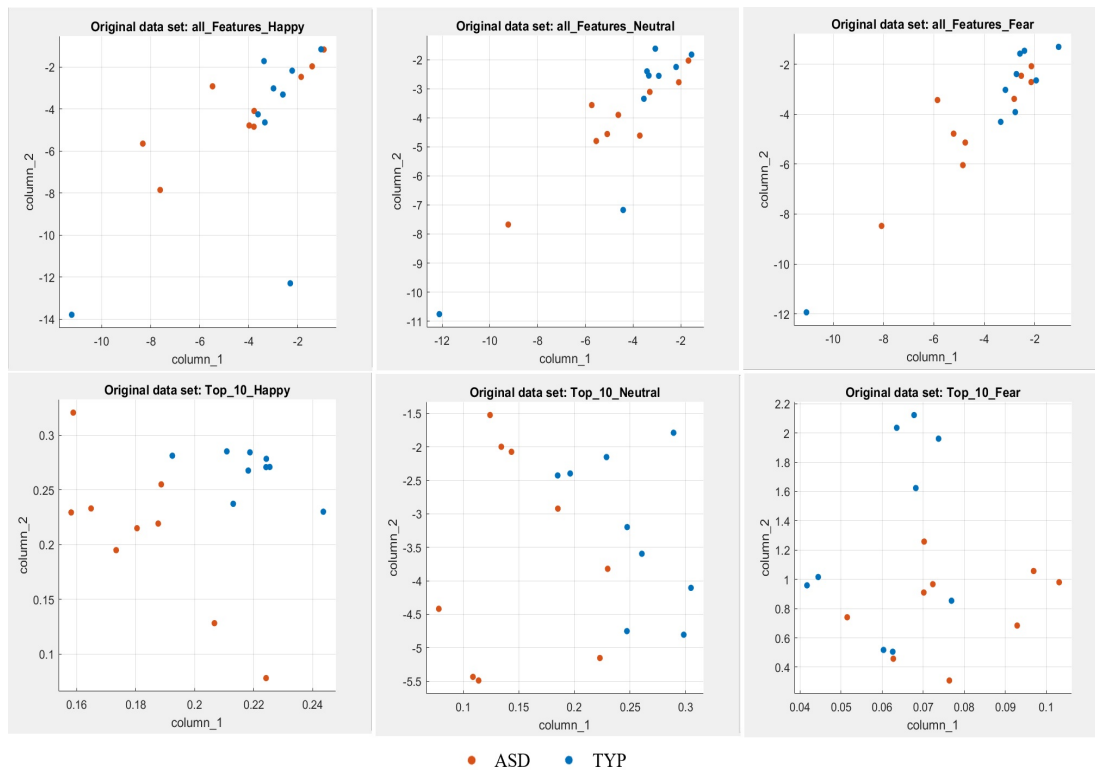 Original data set: all_Features_Happy
column_2
-2
-4
-6
-8
-10
-12
-14
-10 -8 -6 -4 -2
column_1
Original data set: all_Features_Neutral
column_2
-2
-3
-4
-5
-6
-7
-8
-9
-10
-11
-12 -10 -8 -6 -4 -2
column_1
Original data set: all_Features_Fear
column_2
-2
-4
-6
-8
-10
-12
-10 -8 -6 -4 -2
column_1
Original data set: Top_10_Happy
column_2
0.3
0.25
0.2
0.15
0.1
0.16 0.18 0.2 0.22 0.24
column_1
Original data set: Top_10_Neutral
column_2
-1.5
-2
-2.5
-3
-3.5
-4
-4.5
-5
-5.5
0.1 0.15 0.2 0.25 0.3
column_1
Original data set: Top_10_Fear
column_2
2.2
2
1.8
1.6
1.4
1.2
1
0.8
0.6
0.4
0.04 0.05 0.06 0.07 0.08 0.09 0.1
column_1
ASD TYP